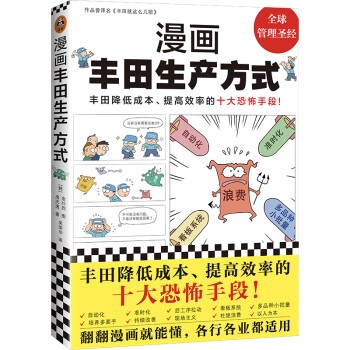 作品曾译名《丰田就这么几招》
全球
管理圣经
漫画
丰田生产方式
丰田降低成本、提高效率的十大恐怖手段!
自动化
准时化
浪费
看板系统
多品种
小批量
丰田降低成本、提高效率的
十大恐怖手段!
自动化 准时化 后工序拉动 看板系统 多品种小批量
培养多面手 持续改善 现场主义 杜绝浪费 以人为本
翻翻漫画就能懂，各行各业都适用
漫画
丰田生产方式